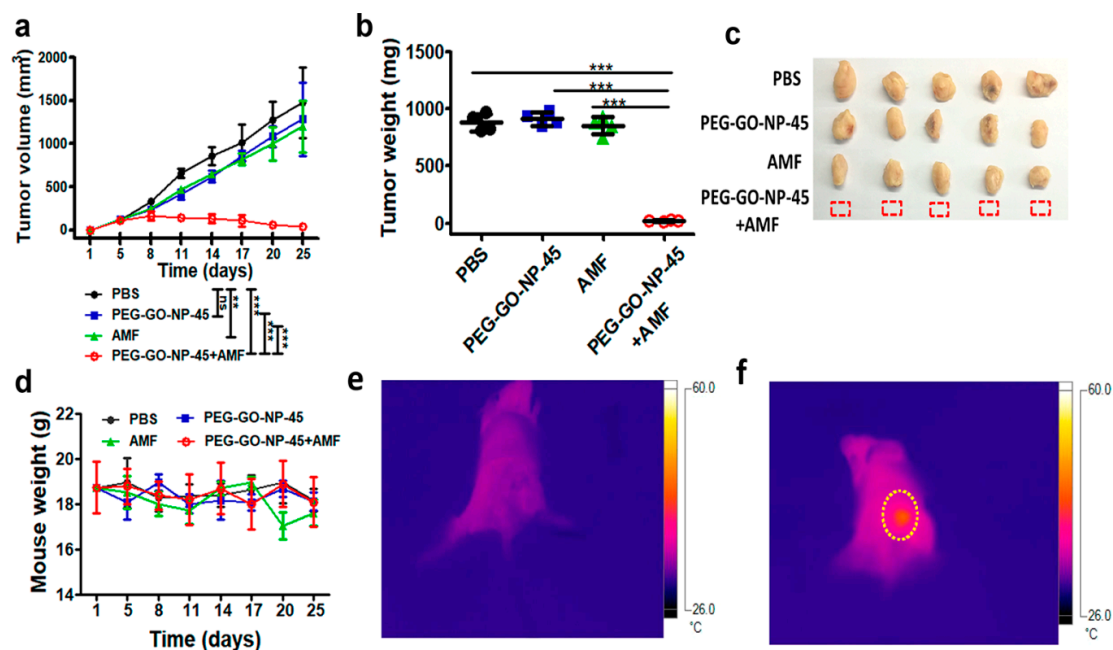 a
Tumor volume (mm³)
2000
1500
1000
500
0
1 5 8 11 14 17 20 25
Time (days)
PBS
PEG-GO-NP-45
AMF
PEG-GO-NP-45+AMF
ns
**
***
***
***
b
Tumor weight (mg)
1500
1000
500
0
***
***
***
PBS
PEG-GO-NP-45
AMF
PEG-GO-NP-45
+AMF
c
PBS
PEG-GO-NP-45
AMF
PEG-GO-NP-45
+AMF
d
Mouse weight (g)
22
20
18
16
14
PBS
PEG-GO-NP-45
AMF
PEG-GO-NP-45+AMF
1 5 8 11 14 17 20 25
Time (days)
e
60.0
26.0
°C
f
60.0
26.0
°C